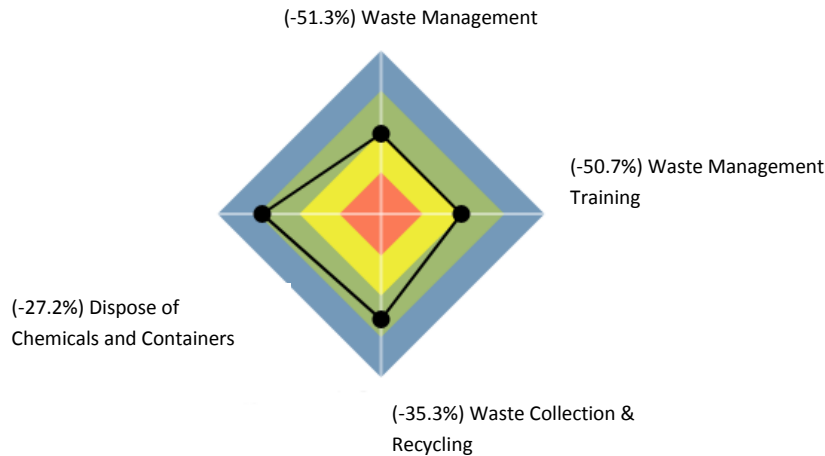 (-51.3%) Waste Management
(-50.7%) Waste Management
Training
(-27.2%) Dispose of
Chemicals and Containers
(-35.3%) Waste Collection &
Recycling